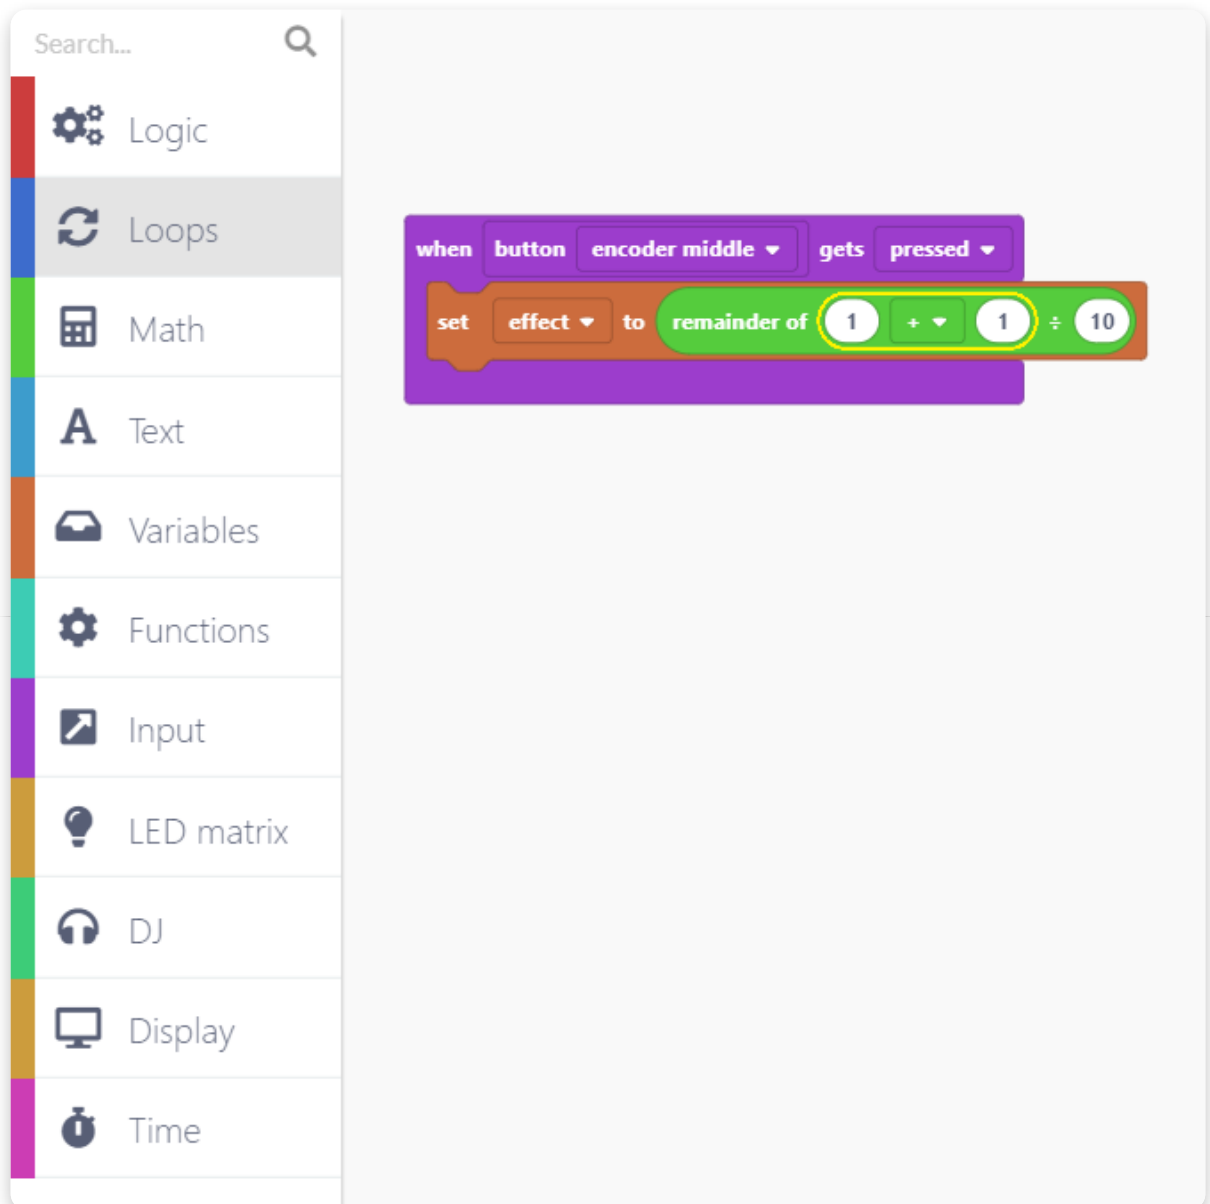 Search...
Logic
Loops
Math
Text
Variables
Functions
Input
LED matrix
DJ
Display
Time
when button encoder middle gets pressed
set effect to remainder of 1 + 1 ÷ 10